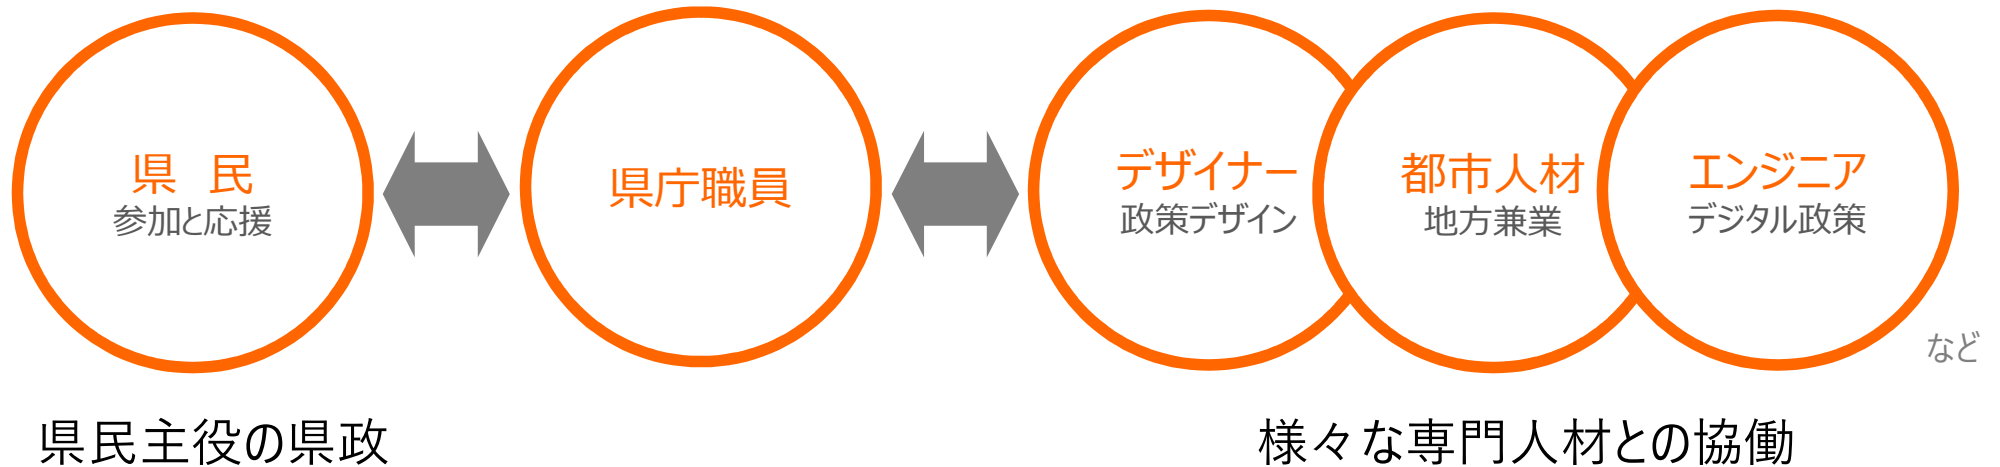 県　民
参加と応援
県庁職員
デザイナー
政策デザイン
都市人材
地方兼業
エンジニア
デジタル政策
など
県民主役の県政
様々な専門人材との協働